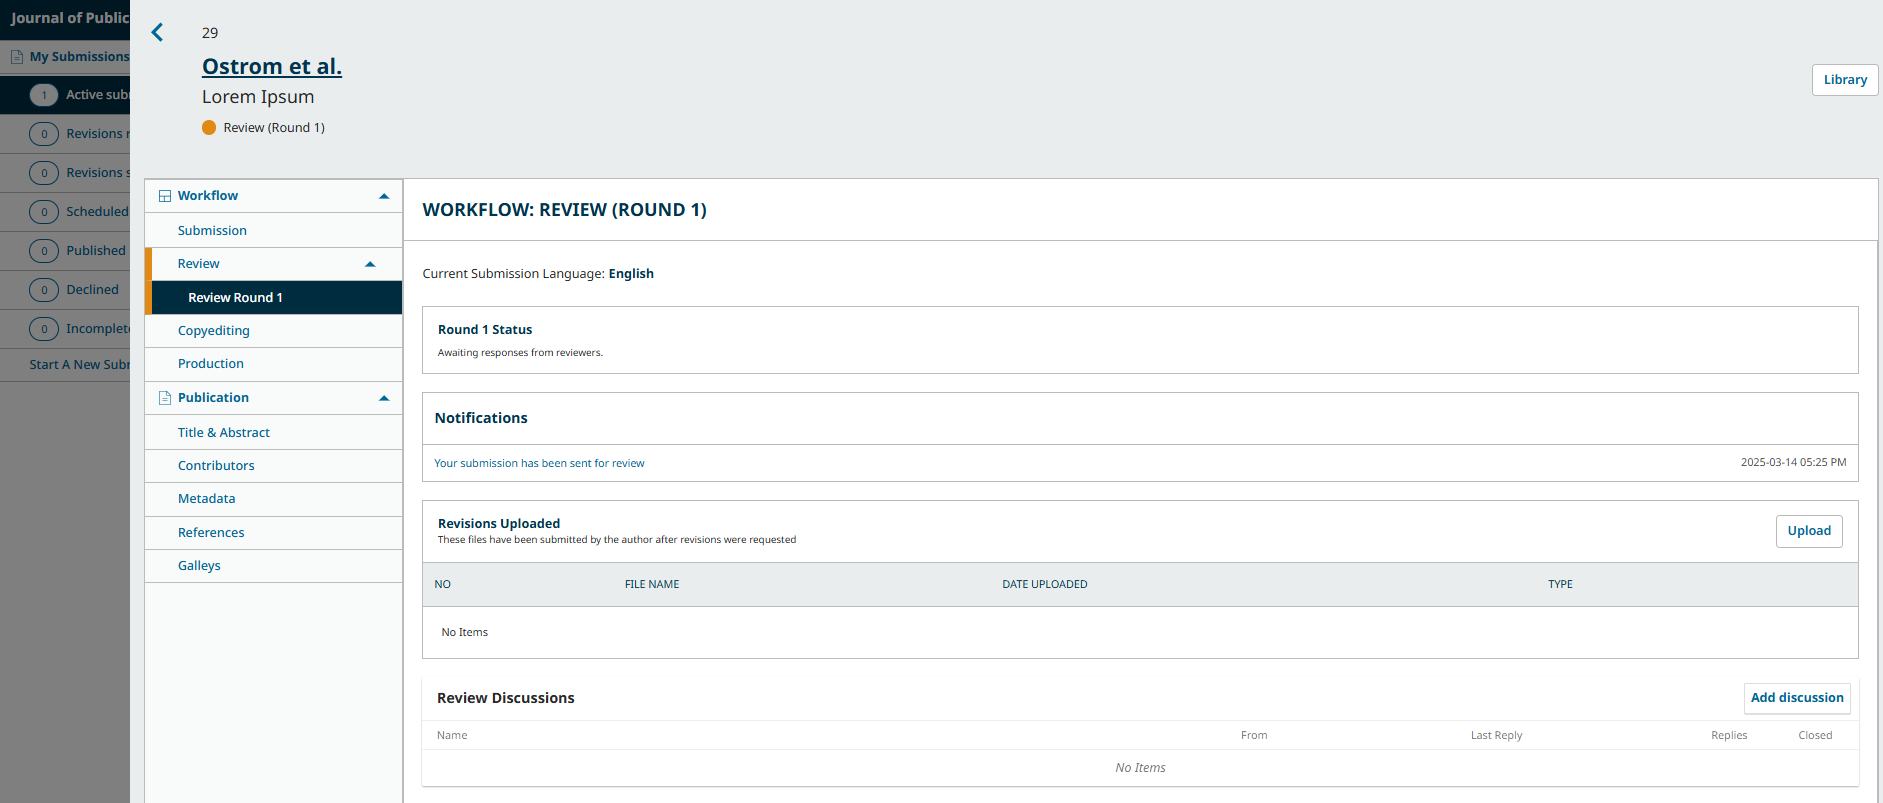 Journal of Public
My Submissions
1 Active sub
0 Revisions r
0 Revisions s
0 Scheduled
0 Published
0 Declined
0 Incomplet
Start A New Subr
29
Ostrom et al.
Lorem Ipsum
Review (Round 1)
Library
Workflow
Submission
Review
Review Round 1
Copyediting
Production
Publication
Title & Abstract
Contributors
Metadata
References
Galleys
WORKFLOW: REVIEW (ROUND 1)
Current Submission Language: English
Round 1 Status
Awaiting responses from reviewers.
Notifications
Your submission has been sent for review 2025-03-14 05:25 PM
Revisions Uploaded
These files have been submitted by the author after revisions were requested
Upload
NO FILE NAME DATE UPLOADED TYPE
No Items
Review Discussions
Add discussion
Name From Last Reply Replies Closed
No Items